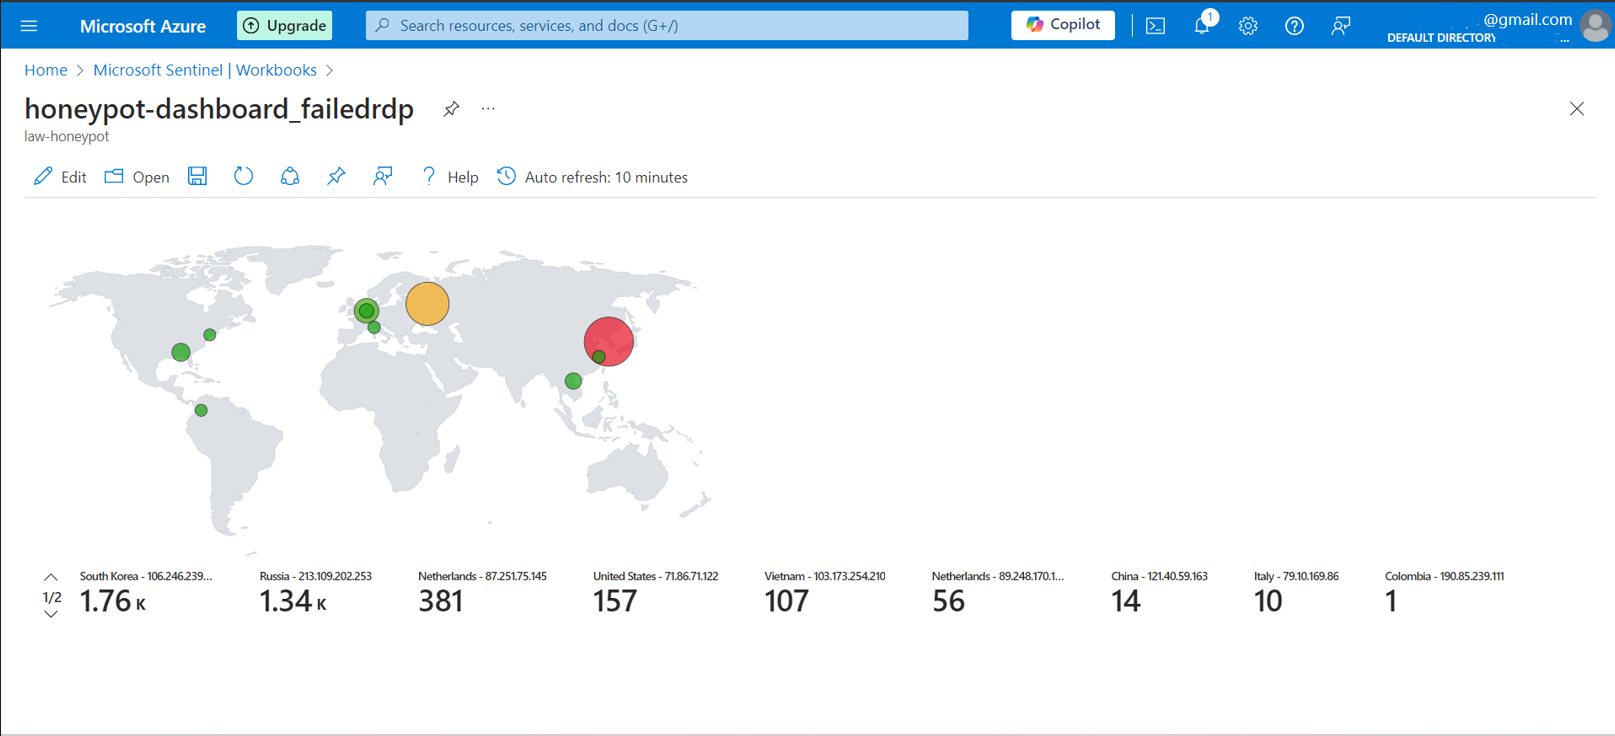 Microsoft Azure
Upgrade
Search resources, services, and docs (G+/)
Copilot
1
@gmail.com
DEFAULT DIRECTORY
...
Home > Microsoft Sentinel | Workbooks >
honeypot-dashboard_failedrdp
...
law-honeypot
Edit
Open
? Help
Auto refresh: 10 minutes
1/2
South Korea - 106.246.239...
1.76 K
Russia - 213.109.202.253
1.34 K
Netherlands - 87.251.75.145
381
United States - 71.86.71.122
157
Vietnam - 103.173.254.210
107
Netherlands - 89.248.170.1...
56
China - 121.40.59.163
14
Italy - 79.10.169.86
10
Colombia - 190.85.239.111
1